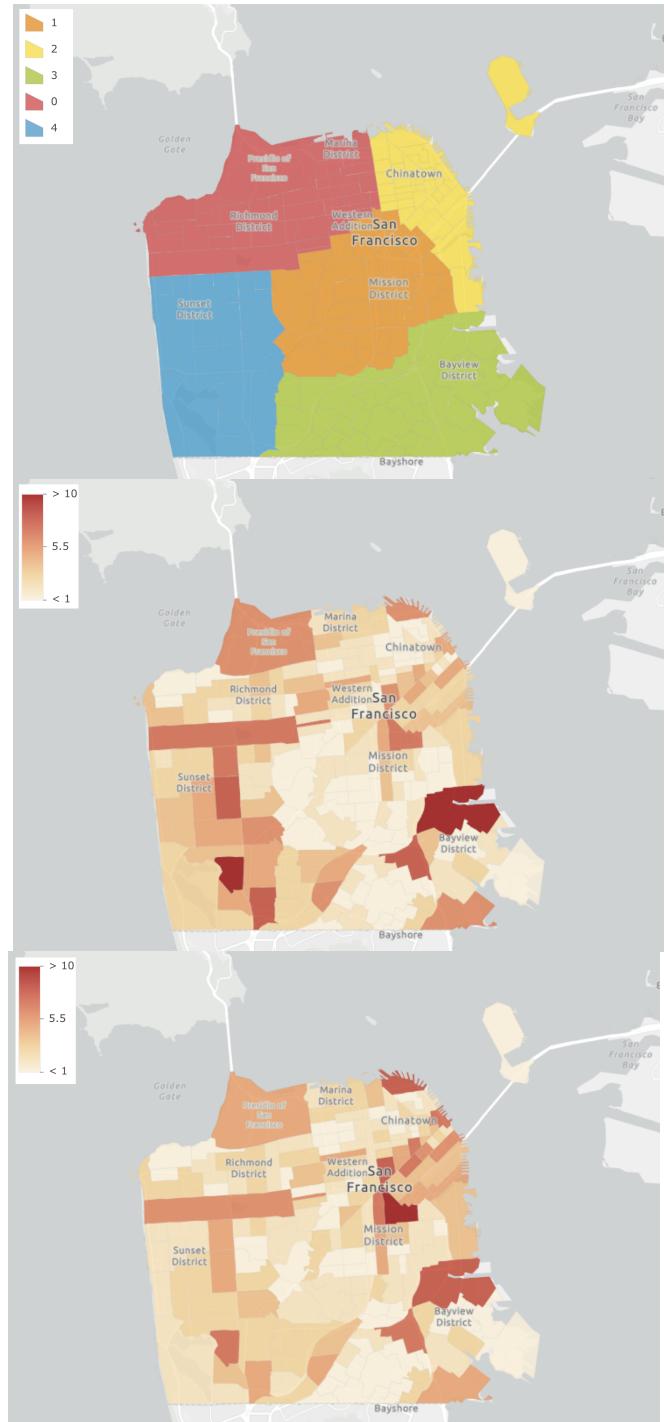 1
2
3
0
4
San
Francisco
Bay
Golden
Gate
Marina
District
Presidio of
San
Francisco
Chinatown
Richmond
District
Western
Addition
San
Francisco
Mission
District
Sunset
District
Bayview
District
Bayshore
> 10
5.5
< 1
San
Francisco
Bay
Golden
Gate
Marina
District
Presidio of
San
Francisco
Chinatown
Richmond
District
Western
Addition
San
Francisco
Mission
District
Sunset
District
Bayview
District
Bayshore
> 10
5.5
< 1
San
Francisco
Bay
Golden
Gate
Marina
District
Presidio of
San
Francisco
Chinatown
Richmond
District
Western
Addition
San
Francisco
Mission
District
Sunset
District
Bayview
District
Bayshore